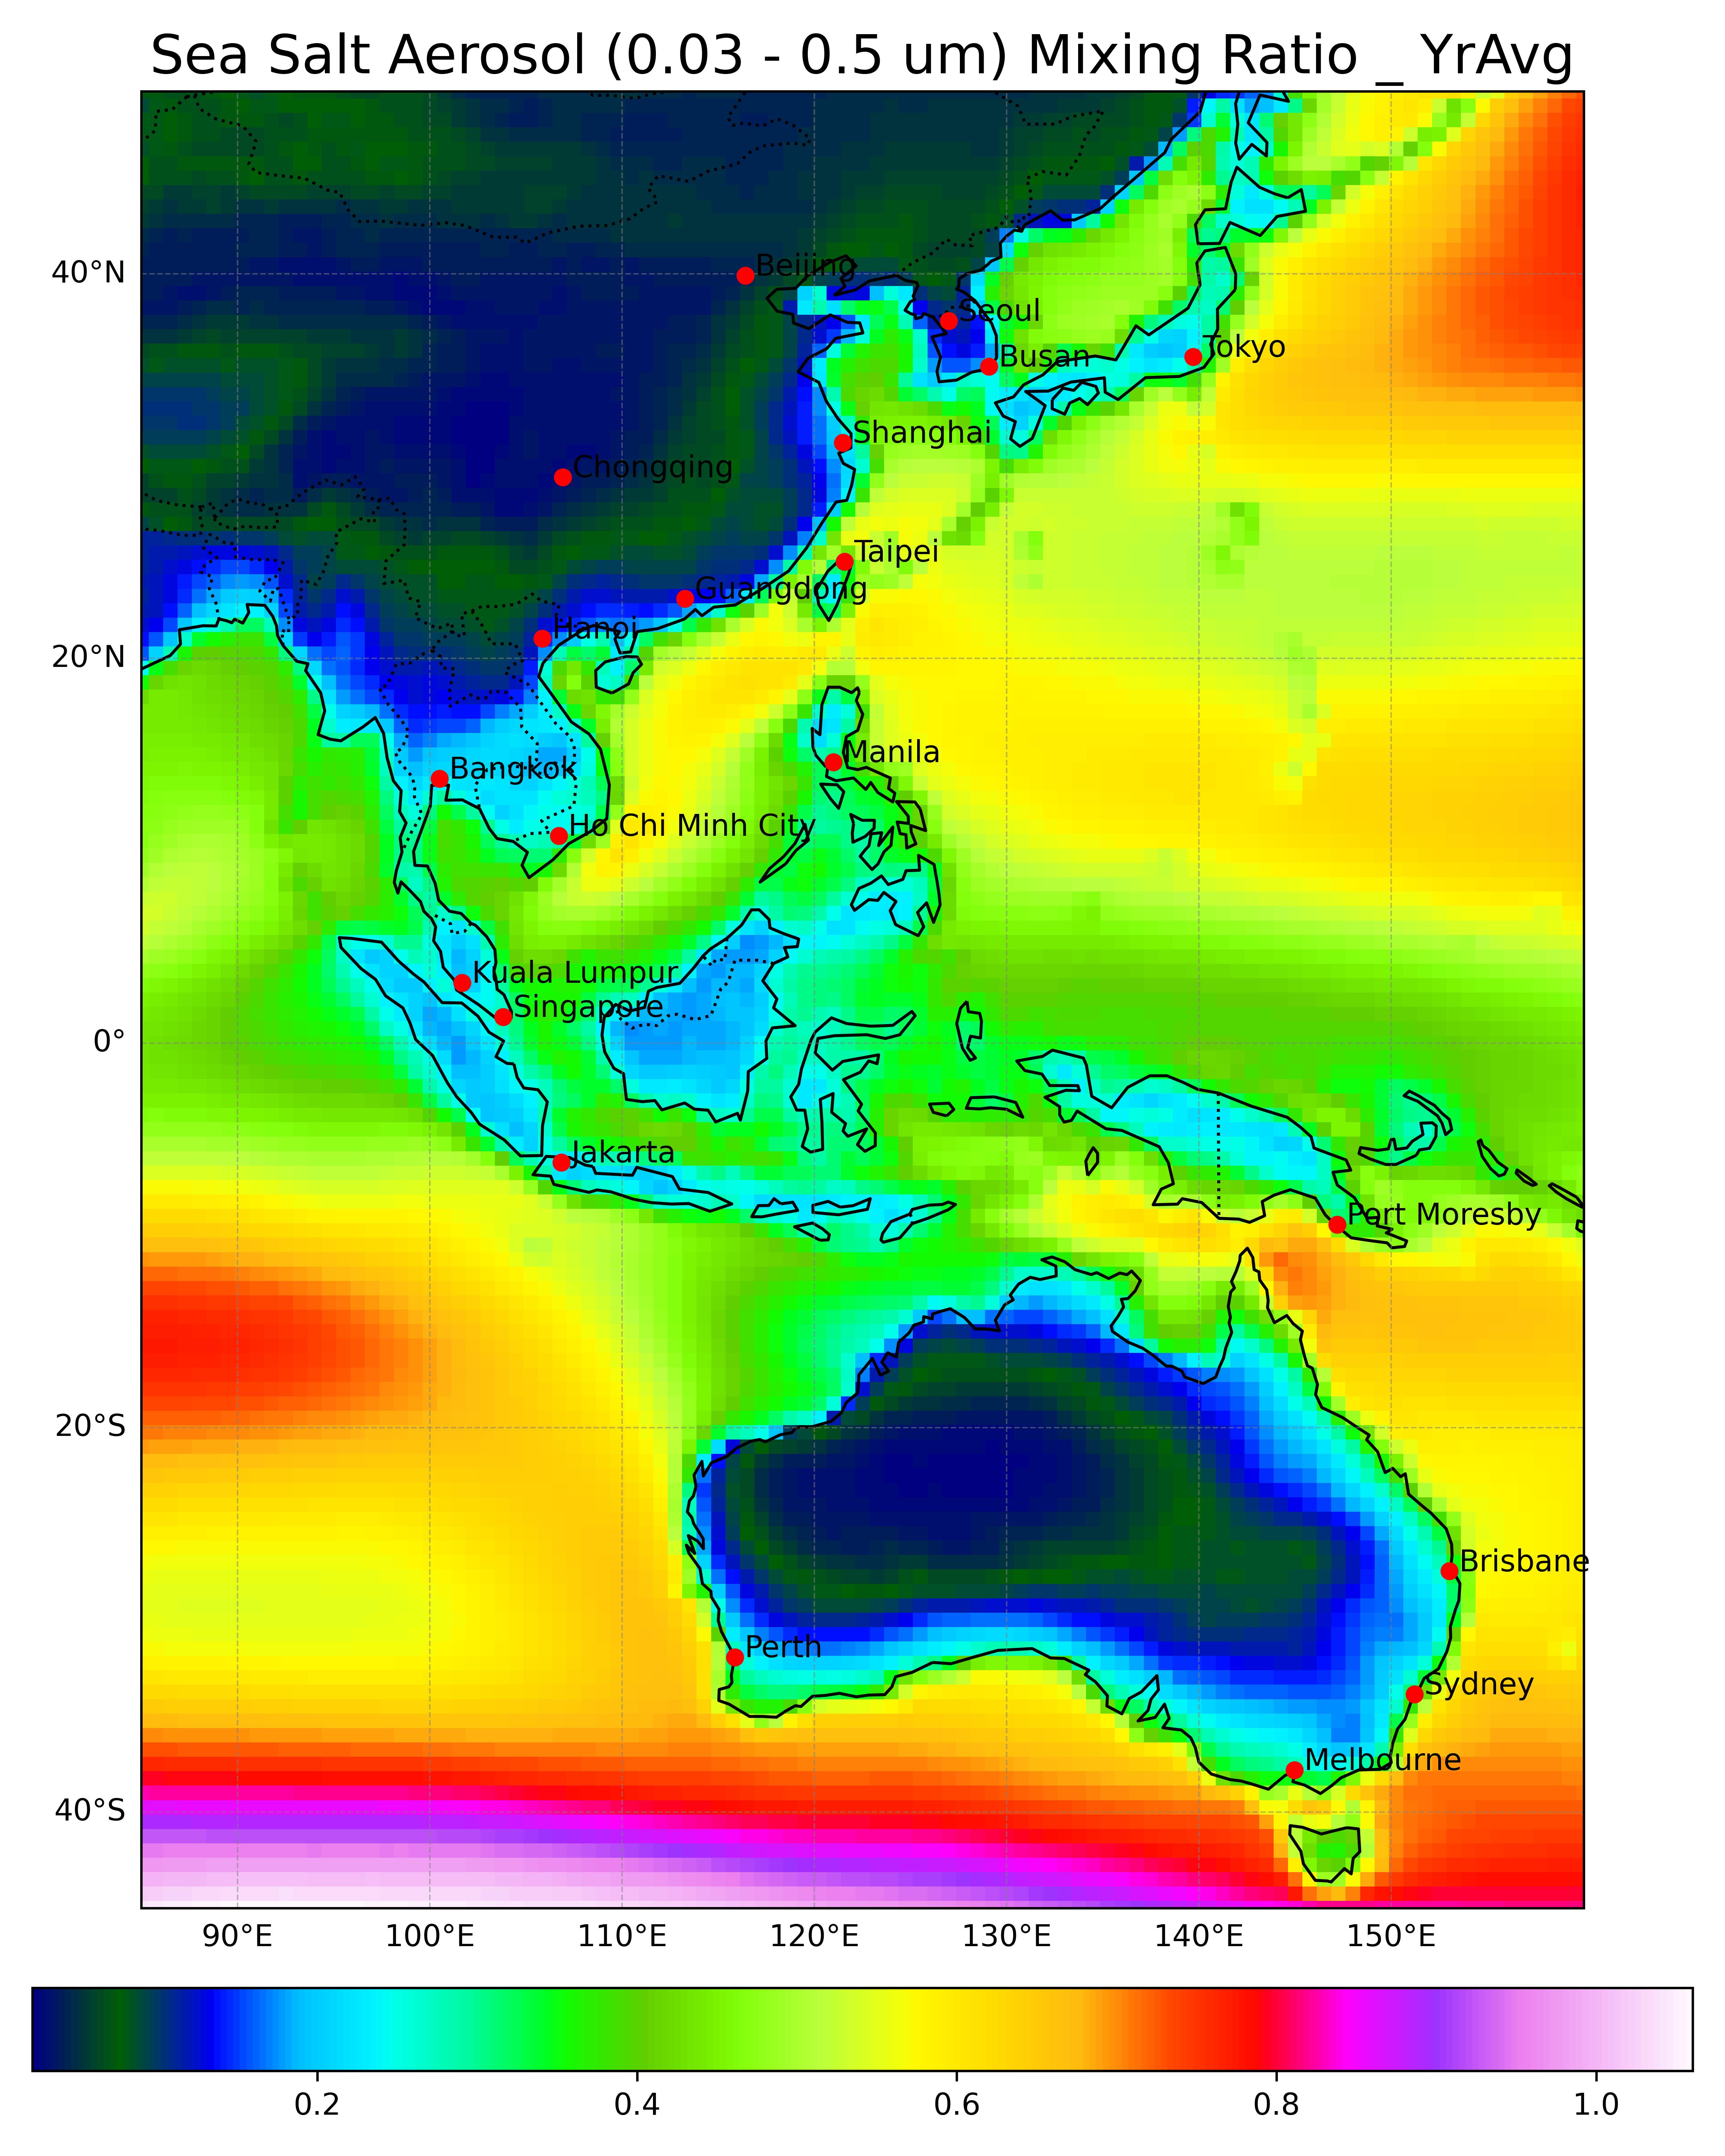 Sea Salt Aerosol (0.03 - 0.5 um) Mixing Ratio _ YrAvg
40°N
20°N
0°
20°S
40°S
Beijing
Seoul
Busan
Tokyo
Shanghai
Chongqing
Taipei
Guangdong
Hanoi
Manila
Bangkok
Ho Chi Minh City
Kuala Lumpur
Singapore
Jakarta
Port Moresby
Brisbane
Perth
Sydney
Melbourne
90°E 100°E 110°E 120°E 130°E 140°E 150°E
0.2 0.4 0.6 0.8 1.0